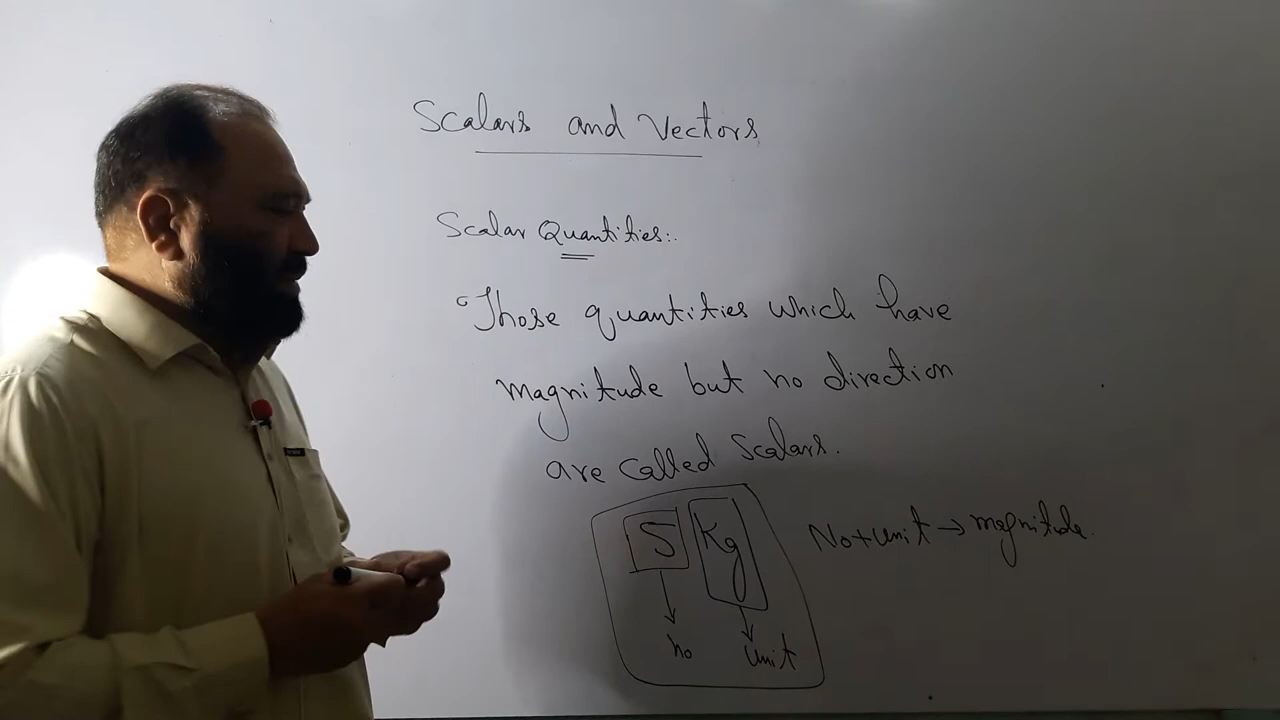 Scalars and Vectors
Scalar Quantities:.
Those quantities which have
magnitude but no direction
are called Scalars.
5 Kg No+unit → magnitude.
no unit